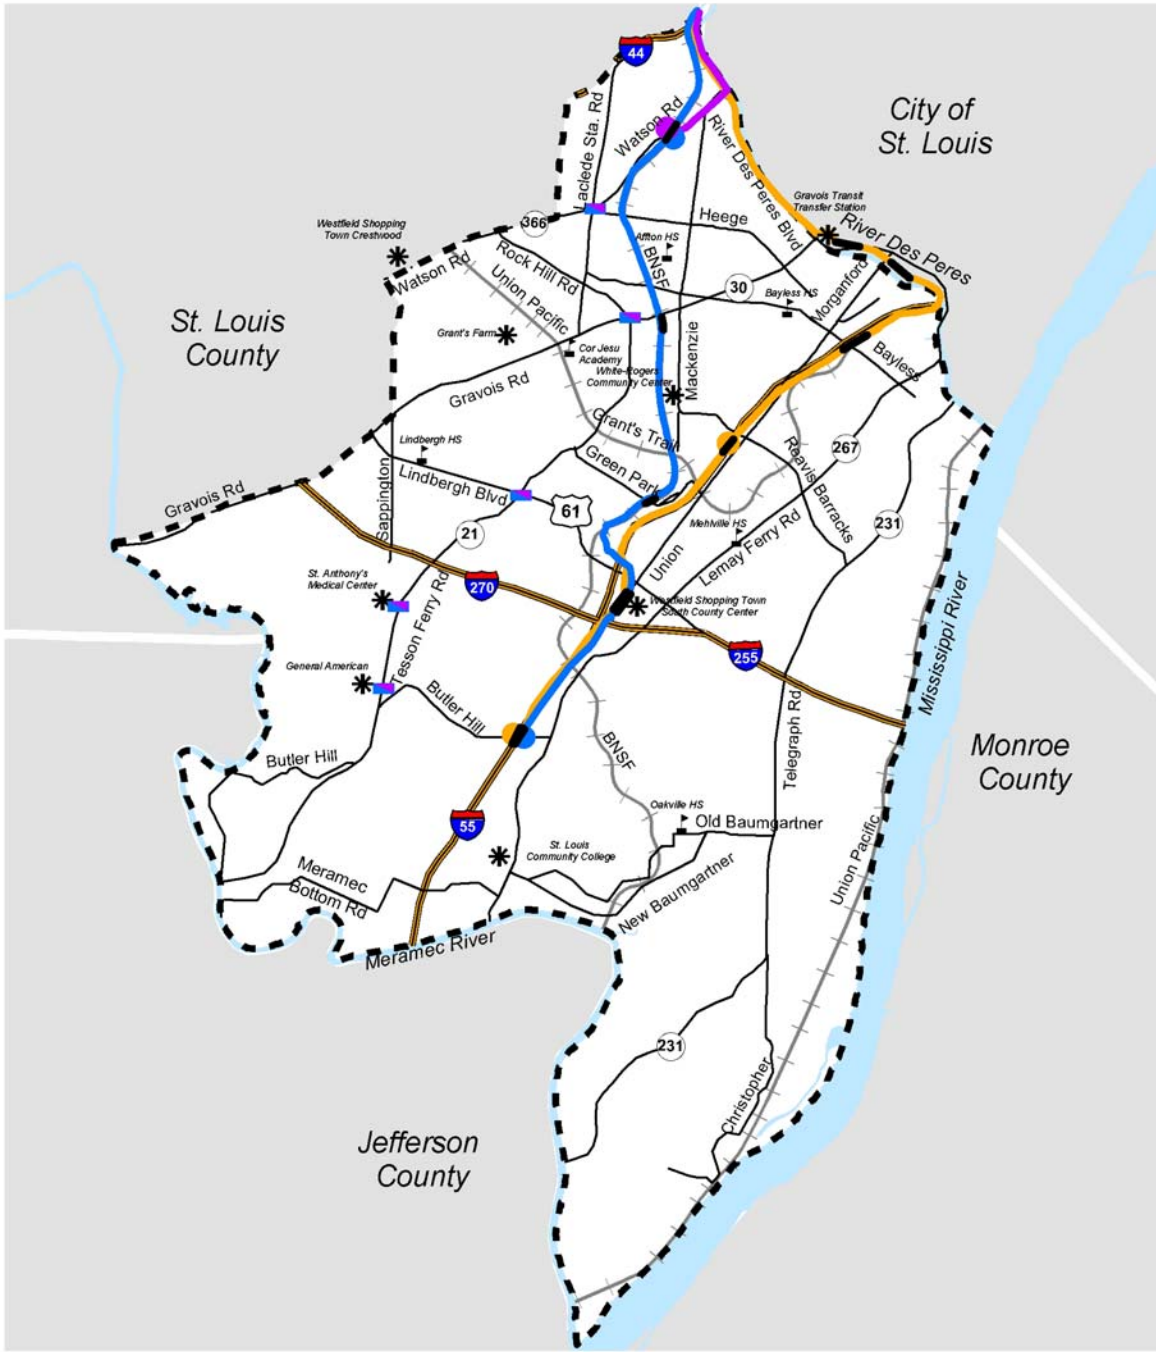 44
City of
St. Louis
Laclede Sta. Rd
Watson Rd
River Des Peres Blvd
Gravois Transit
Transfer Station
River Des Peres
Westfield Shopping
Town Crestwood
366
Heege
Affton HS
BNSF
Watson Rd
Rock Hill Rd
Union Pacific
30
Bayless HS
Morganford
St. Louis
County
Grant's Farm
Cor Jesu
Academy
White-Rogers
Community Center
Mackenzie
Bayless
Gravois Rd
Grant's Trail
Lindbergh HS
Green Park
Reavis Barracks
267
Lindbergh Blvd
Gravois Rd
Sappington
61
21
Mehlville HS
231
Lemay Ferry Rd
Union
St. Anthony's
Medical Center
270
Westfield Shopping Town
South County Center
Tesson Ferry Rd
255
Mississippi River
General American
Butler Hill
Telegraph Rd
Butler Hill
BNSF
Monroe
County
Oakville HS
Old Baumgartner
55
St. Louis
Community College
Meramec
Bottom Rd
New Baumgartner
Union Pacific
Meramec River
231
Christopher
Jefferson
County